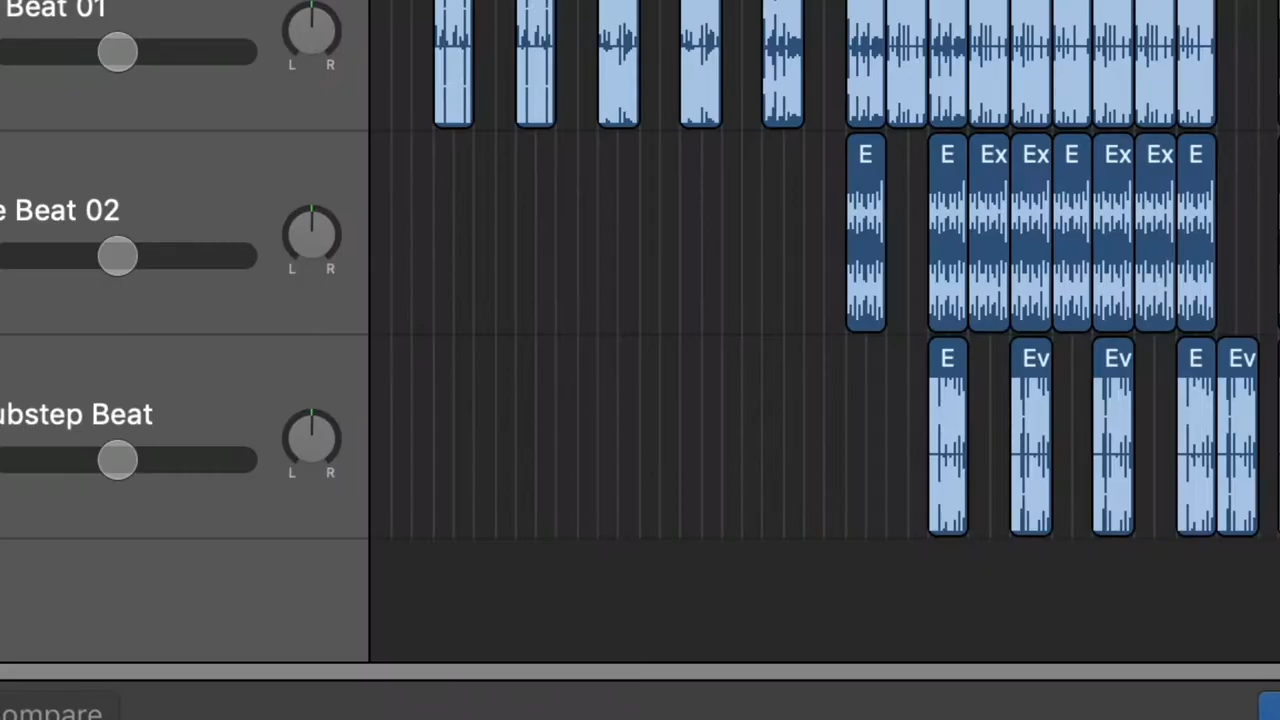 Beat 01
L R
E E Ex Ex E Ex Ex E
e Beat 02
L R
E Ev Ev E Ev
ubstep Beat
L R
ompare